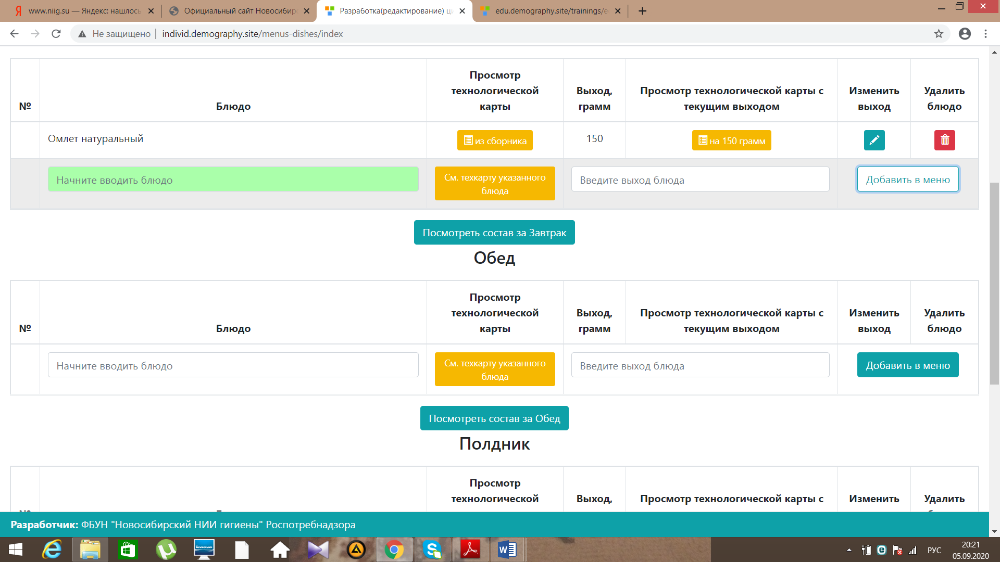 www.niig.su — Яндекс: нашлось
Официальный сайт Новосибирс
Разработка(редактирование) ци
edu.demography.site/trainings/e
Не защищено
individ.demography.site/menus-dishes/index
№
Блюдо
Просмотр
технологической
карты
Выход,
грамм
Просмотр технологической карты с
текущим выходом
Изменить
выход
Удалить
блюдо
Омлет натуральный
из сборника
150
на 150 грамм
Начните вводить блюдо
См. техкарту указанного
блюда
Введите выход блюда
Добавить в меню
Посмотреть состав за Завтрак
Обед
№
Блюдо
Просмотр
технологической
карты
Выход,
грамм
Просмотр технологической карты с
текущим выходом
Изменить
выход
Удалить
блюдо
Начните вводить блюдо
См. техкарту указанного
блюда
Введите выход блюда
Добавить в меню
Посмотреть состав за Обед
Полдник
Просмотр
технологической
Выход,
Просмотр технологической карты с
Изменить
Удалить
Разработчик: ФБУН "Новосибирский НИИ гигиены" Роспотребнадзора
РУС
20:21
05.09.2020